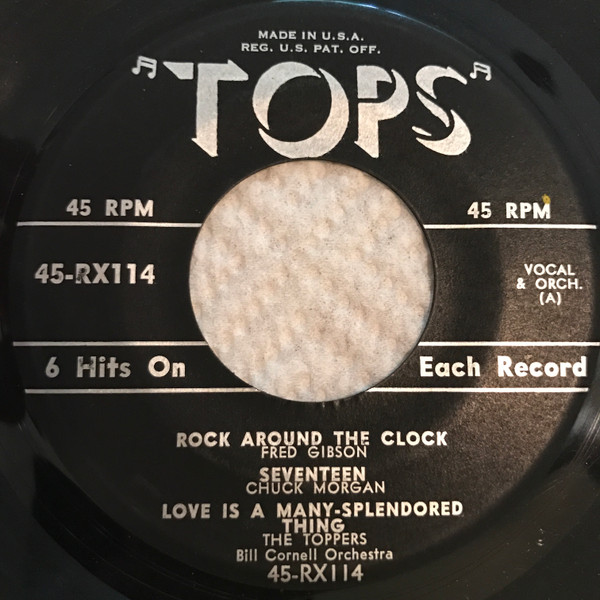 MADE IN U.S.A.
REG. U.S. PAT. OFF.
"TOPS"
45 RPM
45 RPM
45-RX114
VOCAL
& ORCH.
(A)
6 Hits On
Each Record
ROCK AROUND THE CLOCK
FRED GIBSON
SEVENTEEN
CHUCK MORGAN
LOVE IS A MANY-SPLENDORED
THING
THE TOPPERS
Bill Cornell Orchestra
45-RX114